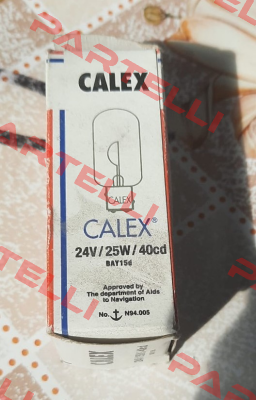 CALEX
CALEX®
24V/25W/40cd
BAY15d
Approved by
The department of Aids
to Navigation
No. N94.005
CALEX
PARTELLI
PARTELLI
PARTELLI